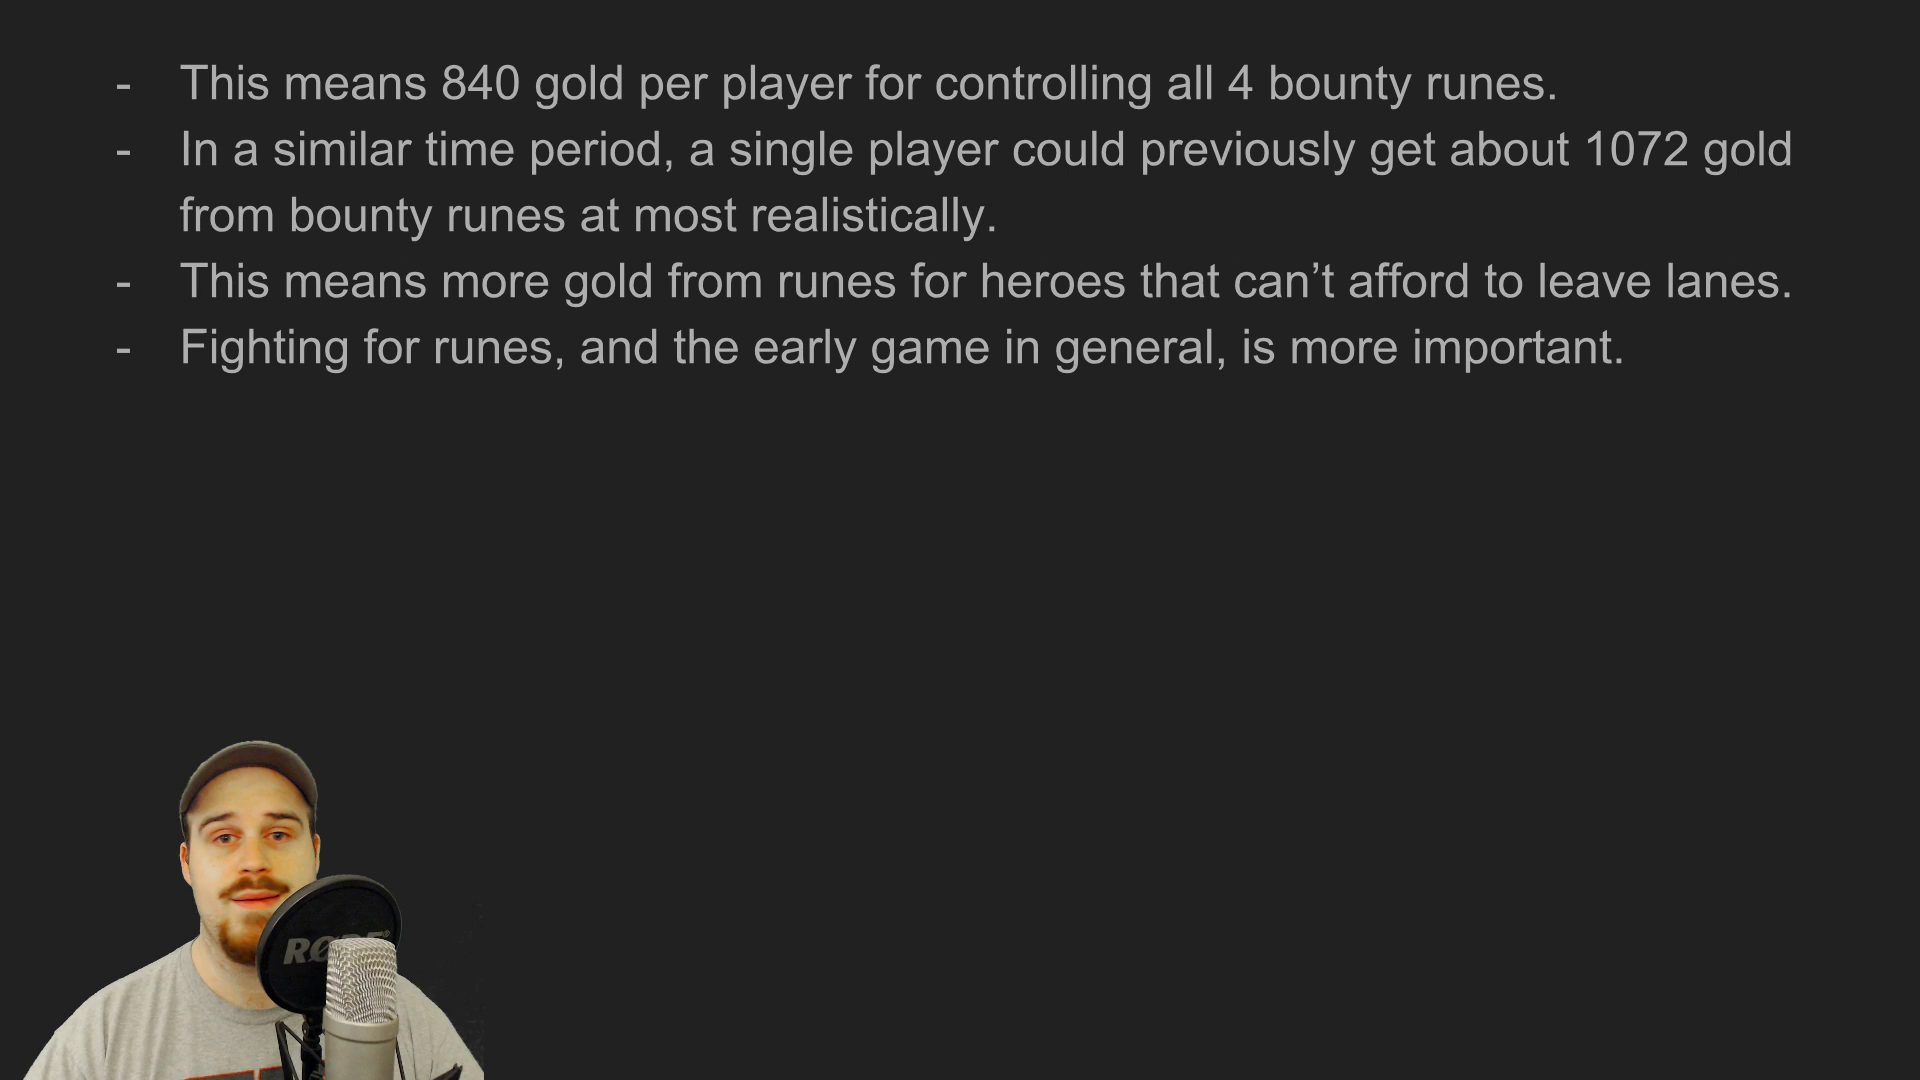 - This means 840 gold per player for controlling all 4 bounty runes.
- In a similar time period, a single player could previously get about 1072 gold
from bounty runes at most realistically.
- This means more gold from runes for heroes that can’t afford to leave lanes.
- Fighting for runes, and the early game in general, is more important.
RØDE®